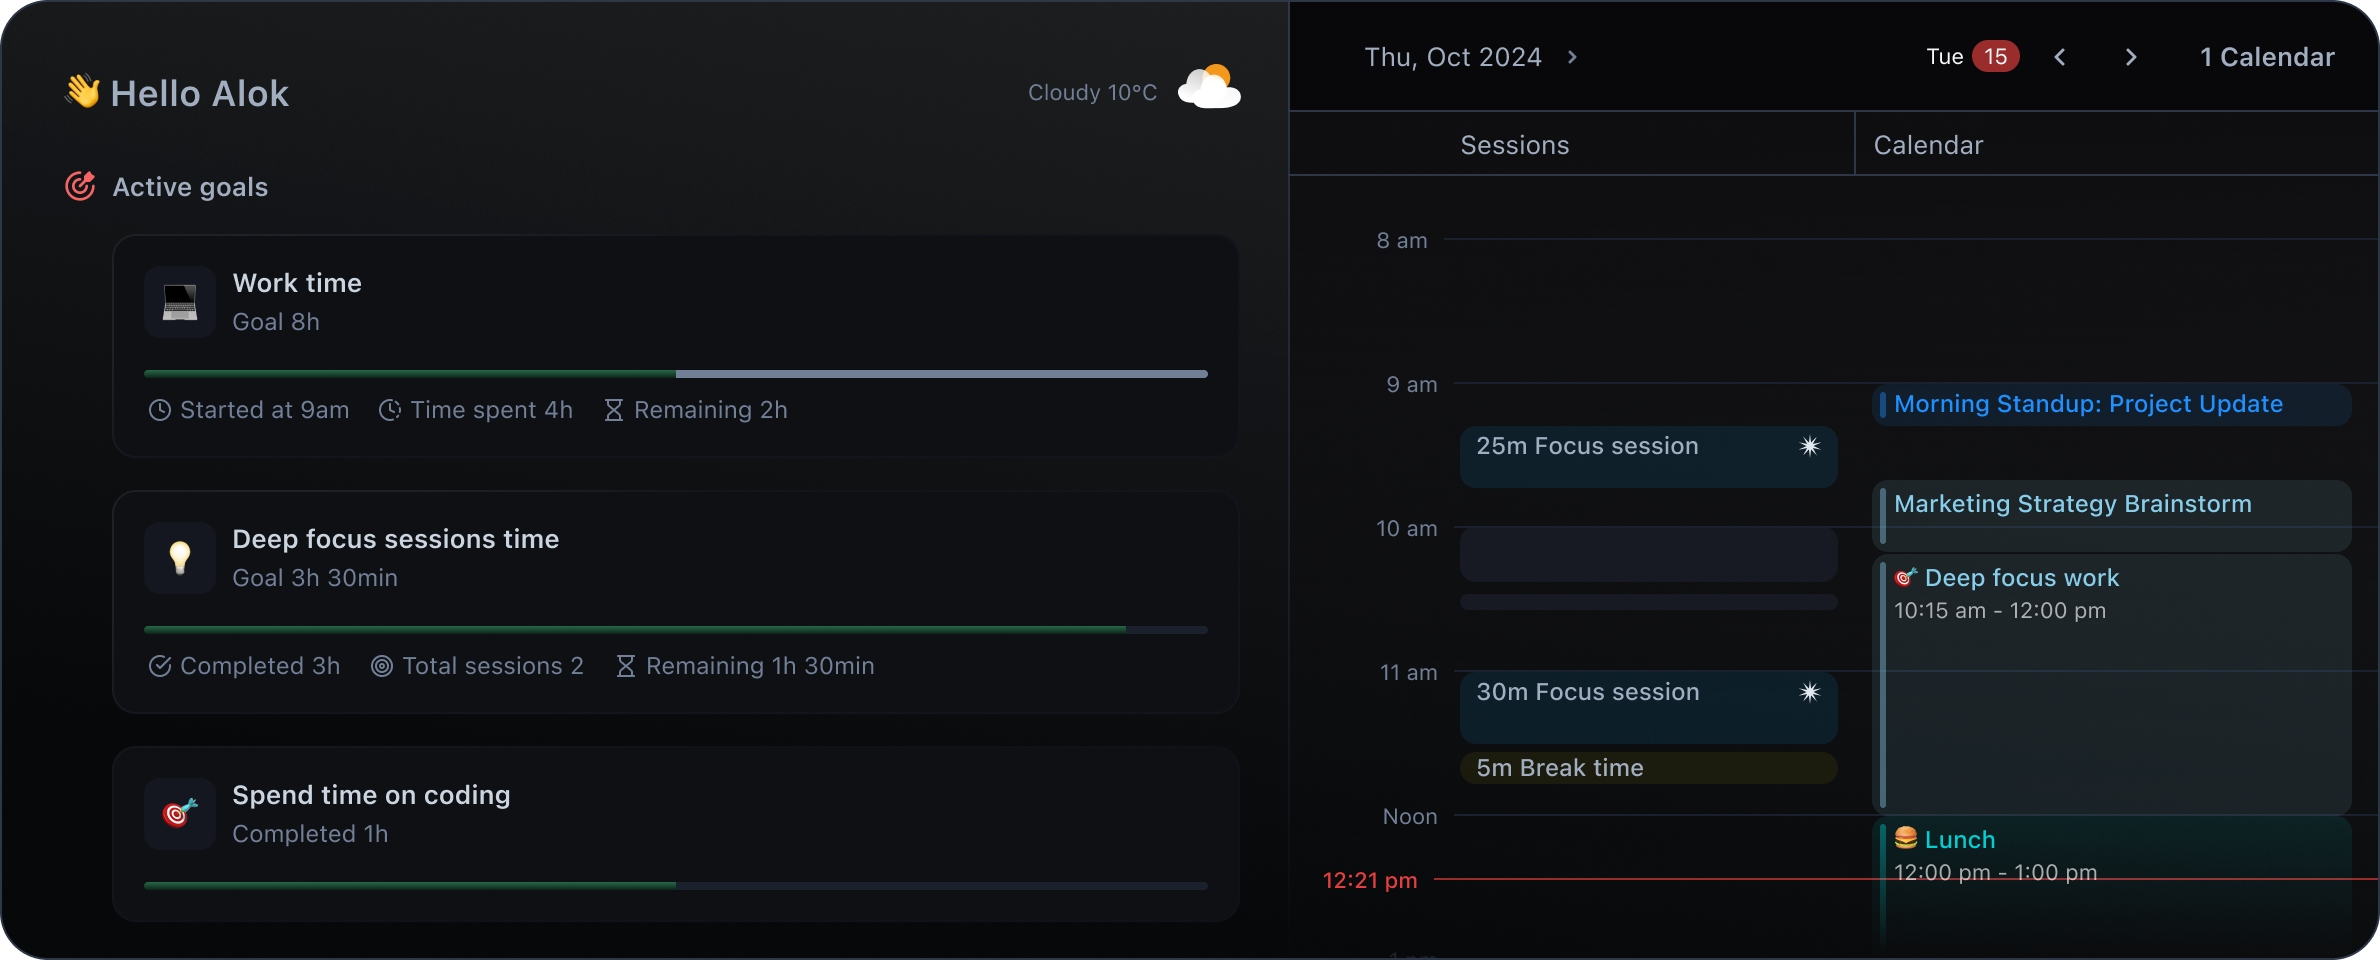 Hello Alok
Cloudy 10°C
Active goals
Work time
Goal 8h
Started at 9am
Time spent 4h
Remaining 2h
Deep focus sessions time
Goal 3h 30min
Completed 3h
Total sessions 2
Remaining 1h 30min
Spend time on coding
Completed 1h
Thu, Oct 2024
Tue 15
1 Calendar
Sessions
Calendar
8 am
9 am
Morning Standup: Project Update
25m Focus session
Marketing Strategy Brainstorm
10 am
Deep focus work
10:15 am - 12:00 pm
11 am
30m Focus session
5m Break time
Noon
Lunch
12:00 pm - 1:00 pm
12:21 pm